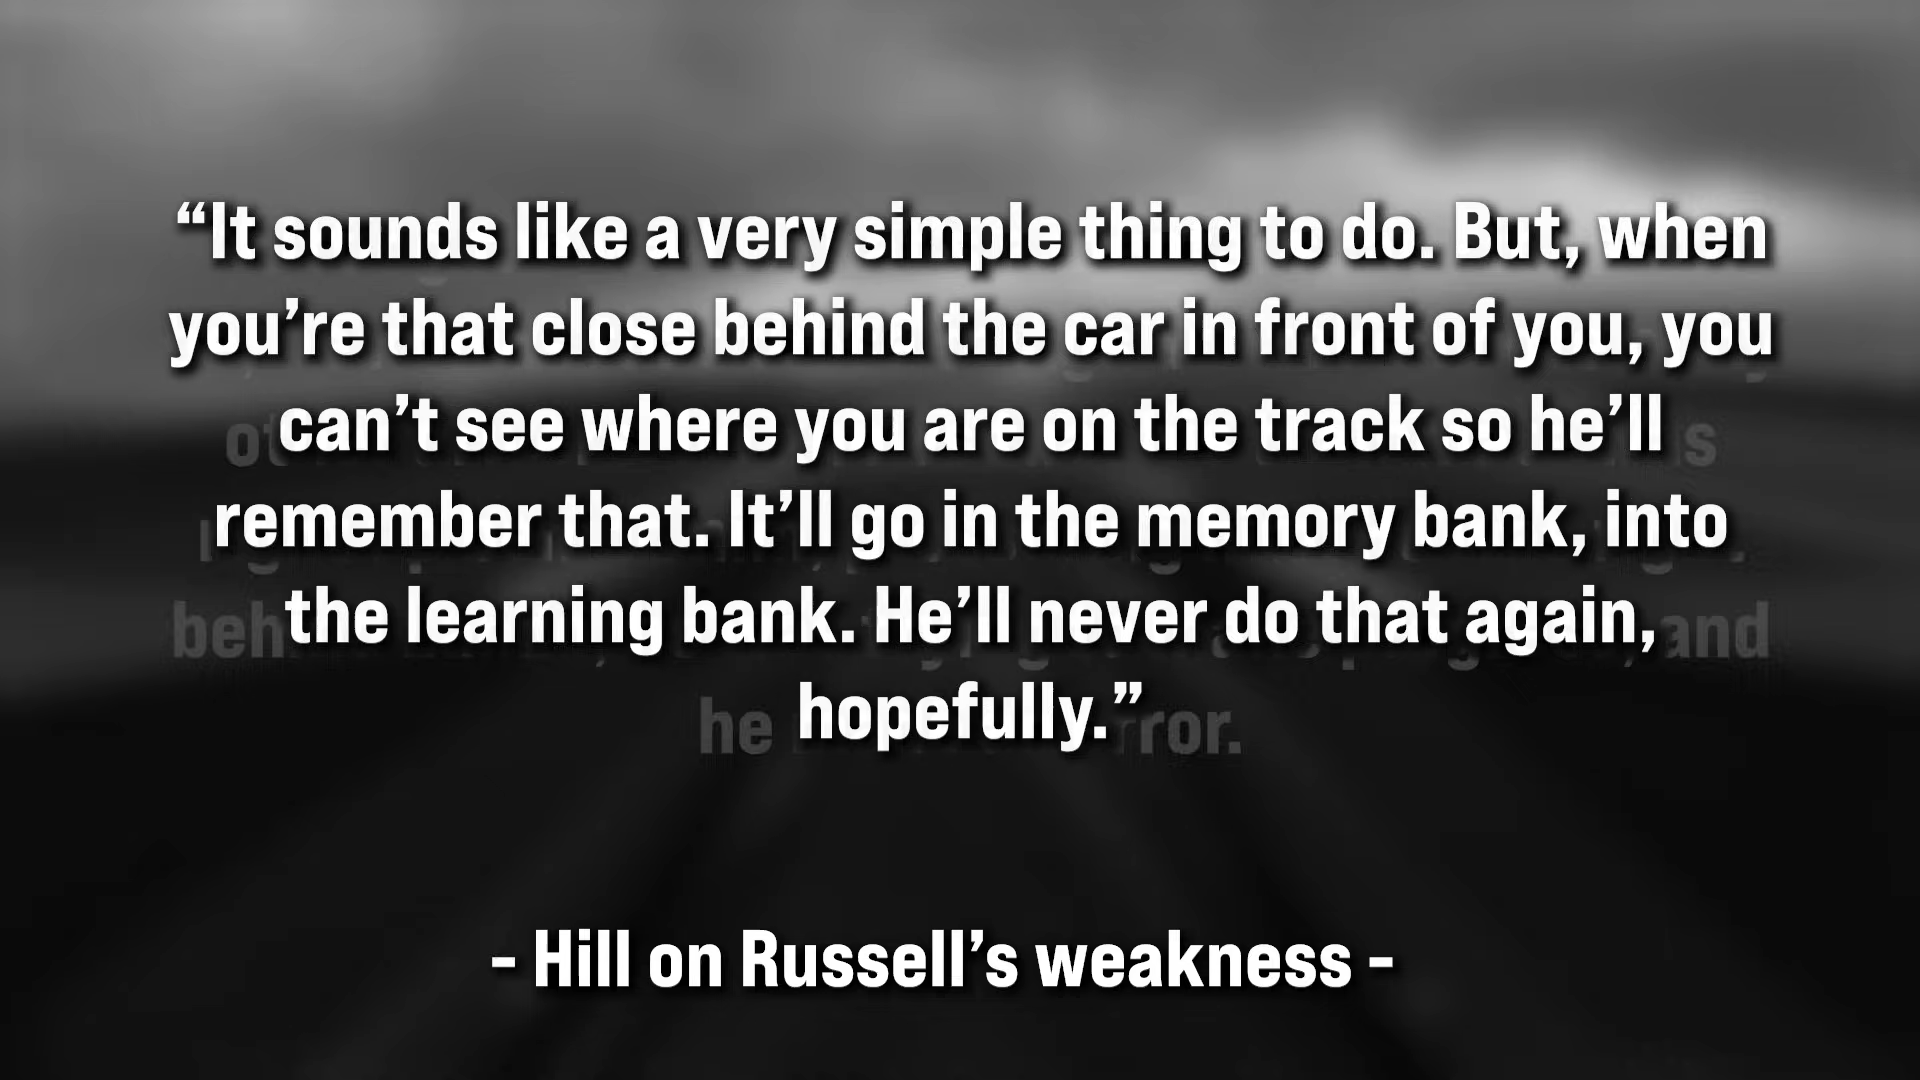 “It sounds like a very simple thing to do. But, when
you’re that close behind the car in front of you, you
can’t see where you are on the track so he’ll
remember that. It’ll go in the memory bank, into
the learning bank. He’ll never do that again,
hopefully.”
- Hill on Russell’s weakness -